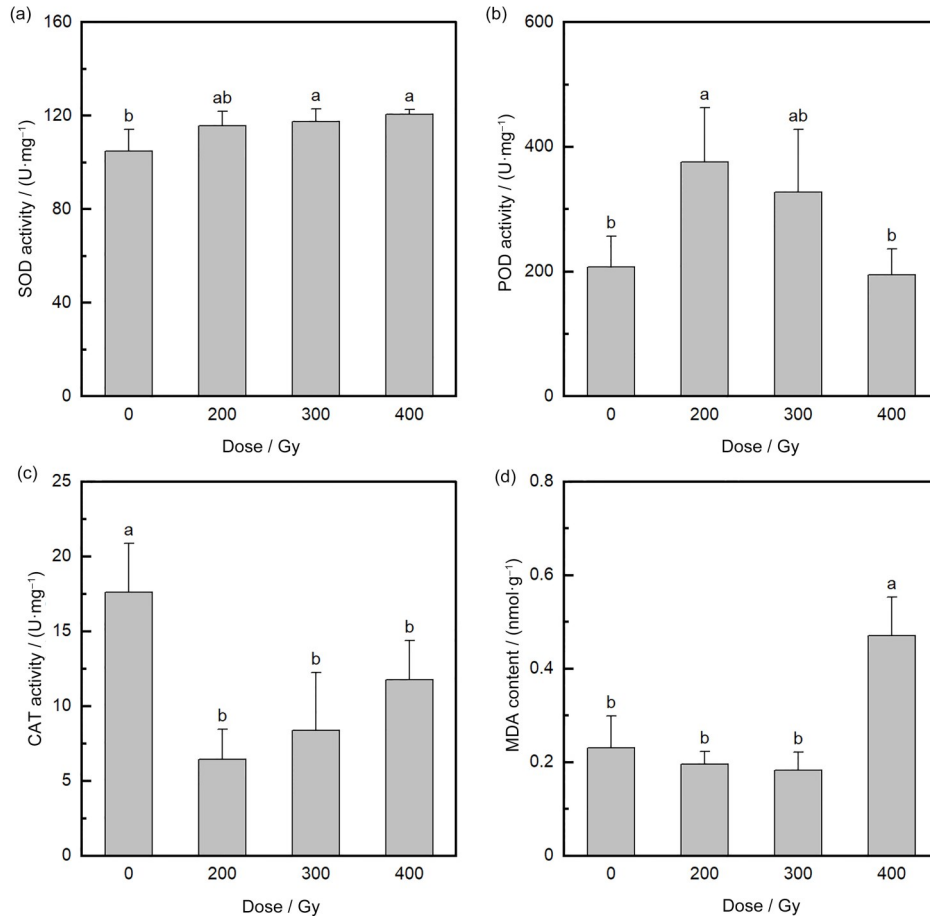 (a)
160
120
80
40
0
SOD activity / (U·mg⁻¹)
b
ab
a
a
0 200 300 400
Dose / Gy
(b)
600
400
200
0
POD activity / (U·mg⁻¹)
b
a
ab
b
0 200 300 400
Dose / Gy
(c)
25
20
15
10
5
0
CAT activity / (U·mg⁻¹)
a
b
b
b
0 200 300 400
Dose / Gy
(d)
0.8
0.6
0.4
0.2
0
MDA content / (nmol·g⁻¹)
b
b
b
a
0 200 300 400
Dose / Gy